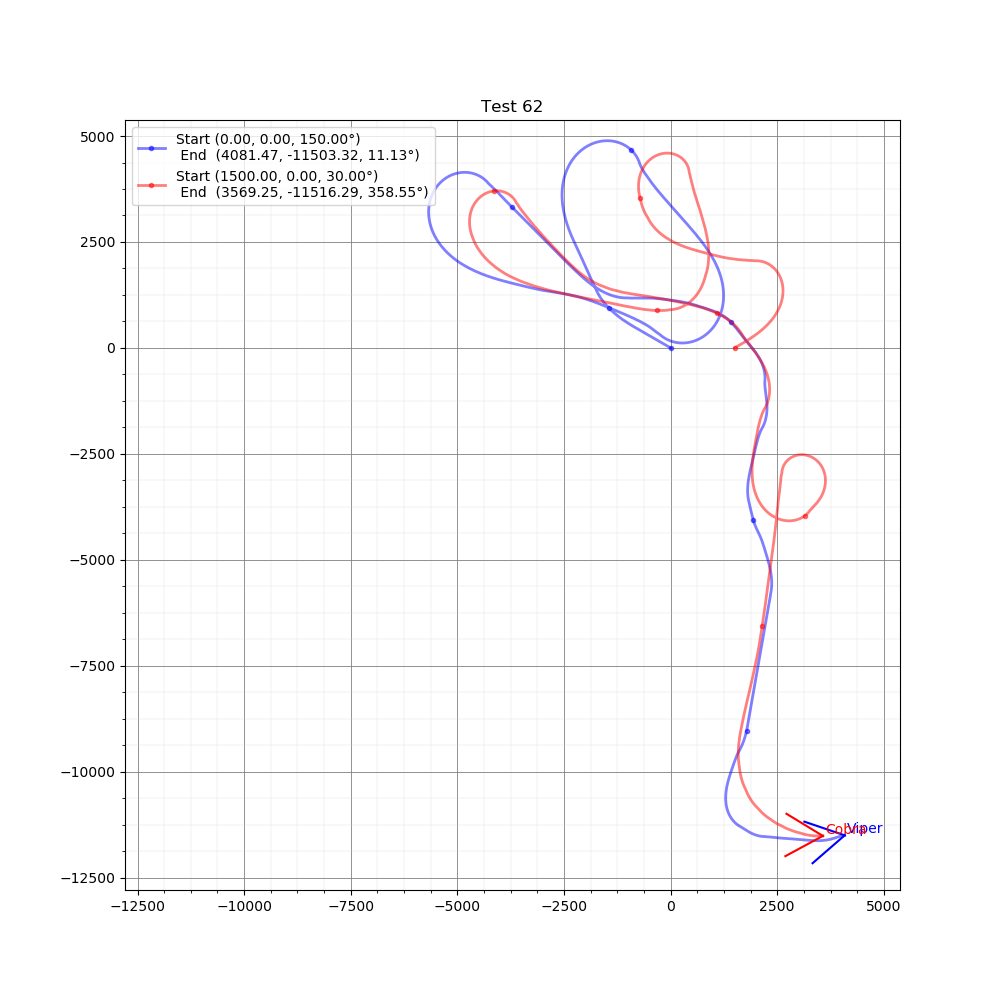 Test 62
Start (0.00, 0.00, 150.00°)
End (4081.47, -11503.32, 11.13°)
Start (1500.00, 0.00, 30.00°)
End (3569.25, -11516.29, 358.55°)
5000
2500
0
−2500
−5000
−7500
−10000
−12500
Cobra
Viper
−12500 −10000 −7500 −5000 −2500 0 2500 5000